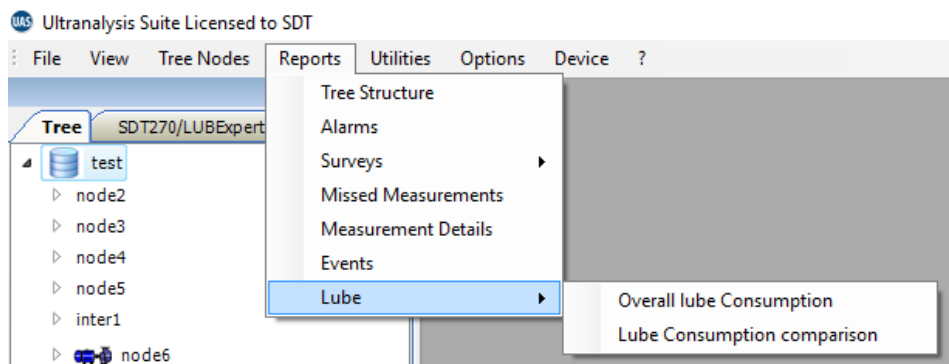 UAS Ultranalysis Suite Licensed to SDT
File View Tree Nodes Reports Utilities Options Device ?
Tree Structure
Tree SDT270/LUBExpert
Alarms
test
Surveys
node2
Missed Measurements
node3
Measurement Details
node4
Events
node5
Lube
Overall lube Consumption
inter1
Lube Consumption comparison
node6